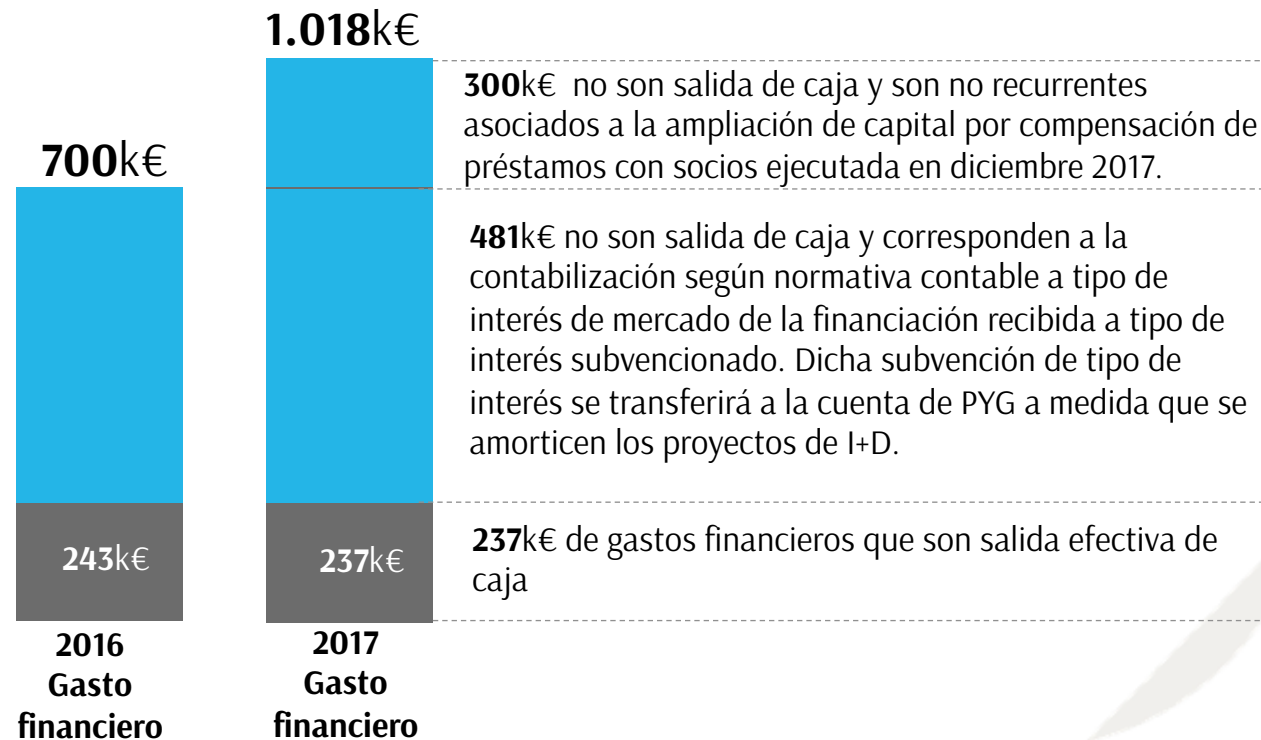 1.018k€
700k€
300k€ no son salida de caja y son no recurrentes
asociados a la ampliación de capital por compensación de
préstamos con socios ejecutada en diciembre 2017.
481k€ no son salida de caja y corresponden a la
contabilización según normativa contable a tipo de
interés de mercado de la financiación recibida a tipo de
interés subvencionado. Dicha subvención de tipo de
interés se transferirá a la cuenta de PYG a medida que se
amorticen los proyectos de I+D.
243k€
237k€
237k€ de gastos financieros que son salida efectiva de
caja
2016
Gasto
financiero
2017
Gasto
financiero